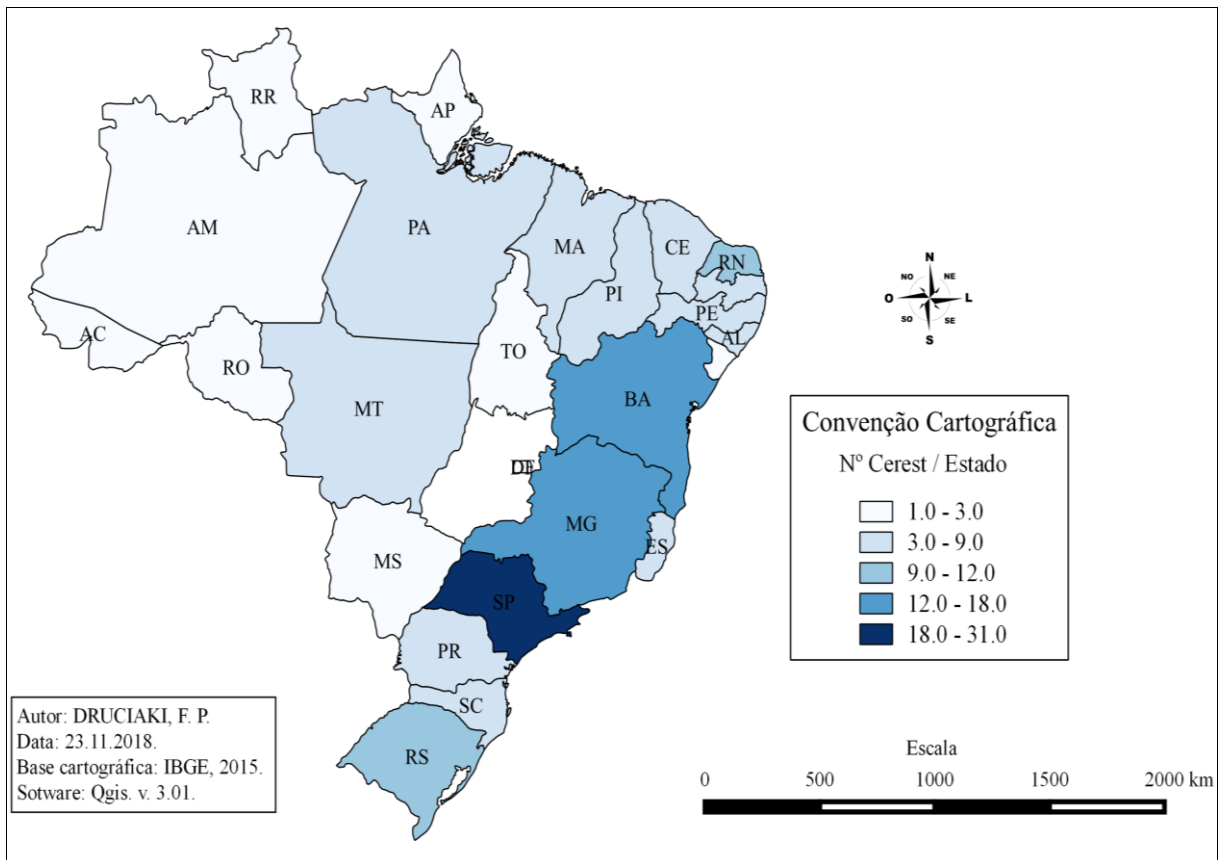 RR
AP
AM
PA
MA
CE
RN
PI
PE
AL
AC
RO
TO
BA
MT
DF
MG
ES
MS
SP
PR
SC
RS
N
NO
NE
O
L
SO
SE
S
Convenção Cartográfica
Nº Cerest / Estado
1.0 - 3.0
3.0 - 9.0
9.0 - 12.0
12.0 - 18.0
18.0 - 31.0
Autor: DRUCIAKI, F. P.
Data: 23.11.2018.
Base cartográfica: IBGE, 2015.
Sotware: Qgis. v. 3.01.
Escala
0 500 1000 1500 2000 km